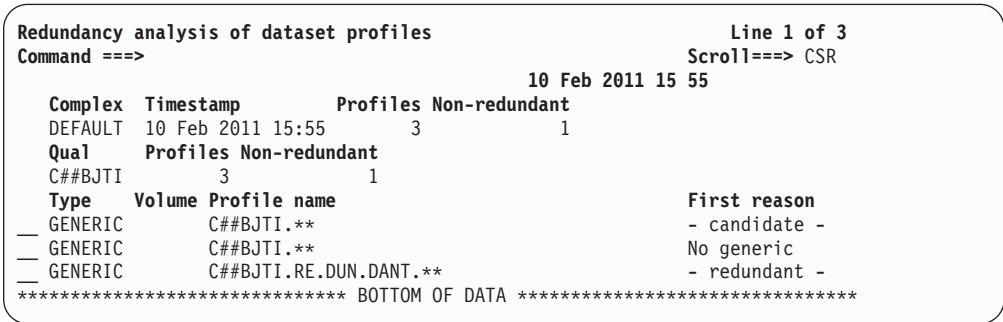 Redundancy analysis of dataset profiles Line 1 of 3
Command ===> Scroll===> CSR
10 Feb 2011 15 55
Complex Timestamp Profiles Non-redundant
DEFAULT 10 Feb 2011 15:55 3 1
Qual Profiles Non-redundant
C##BJTI 3 1
Type Volume Profile name First reason
__ GENERIC C##BJTI.** - candidate -
__ GENERIC C##BJTI.** No generic
__ GENERIC C##BJTI.RE.DUN.DANT.** - redundant -
******************************* BOTTOM OF DATA ********************************